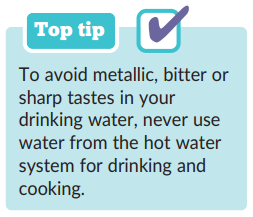 Top tip
To avoid metallic, bitter or
sharp tastes in your
drinking water, never use
water from the hot water
system for drinking and
cooking.